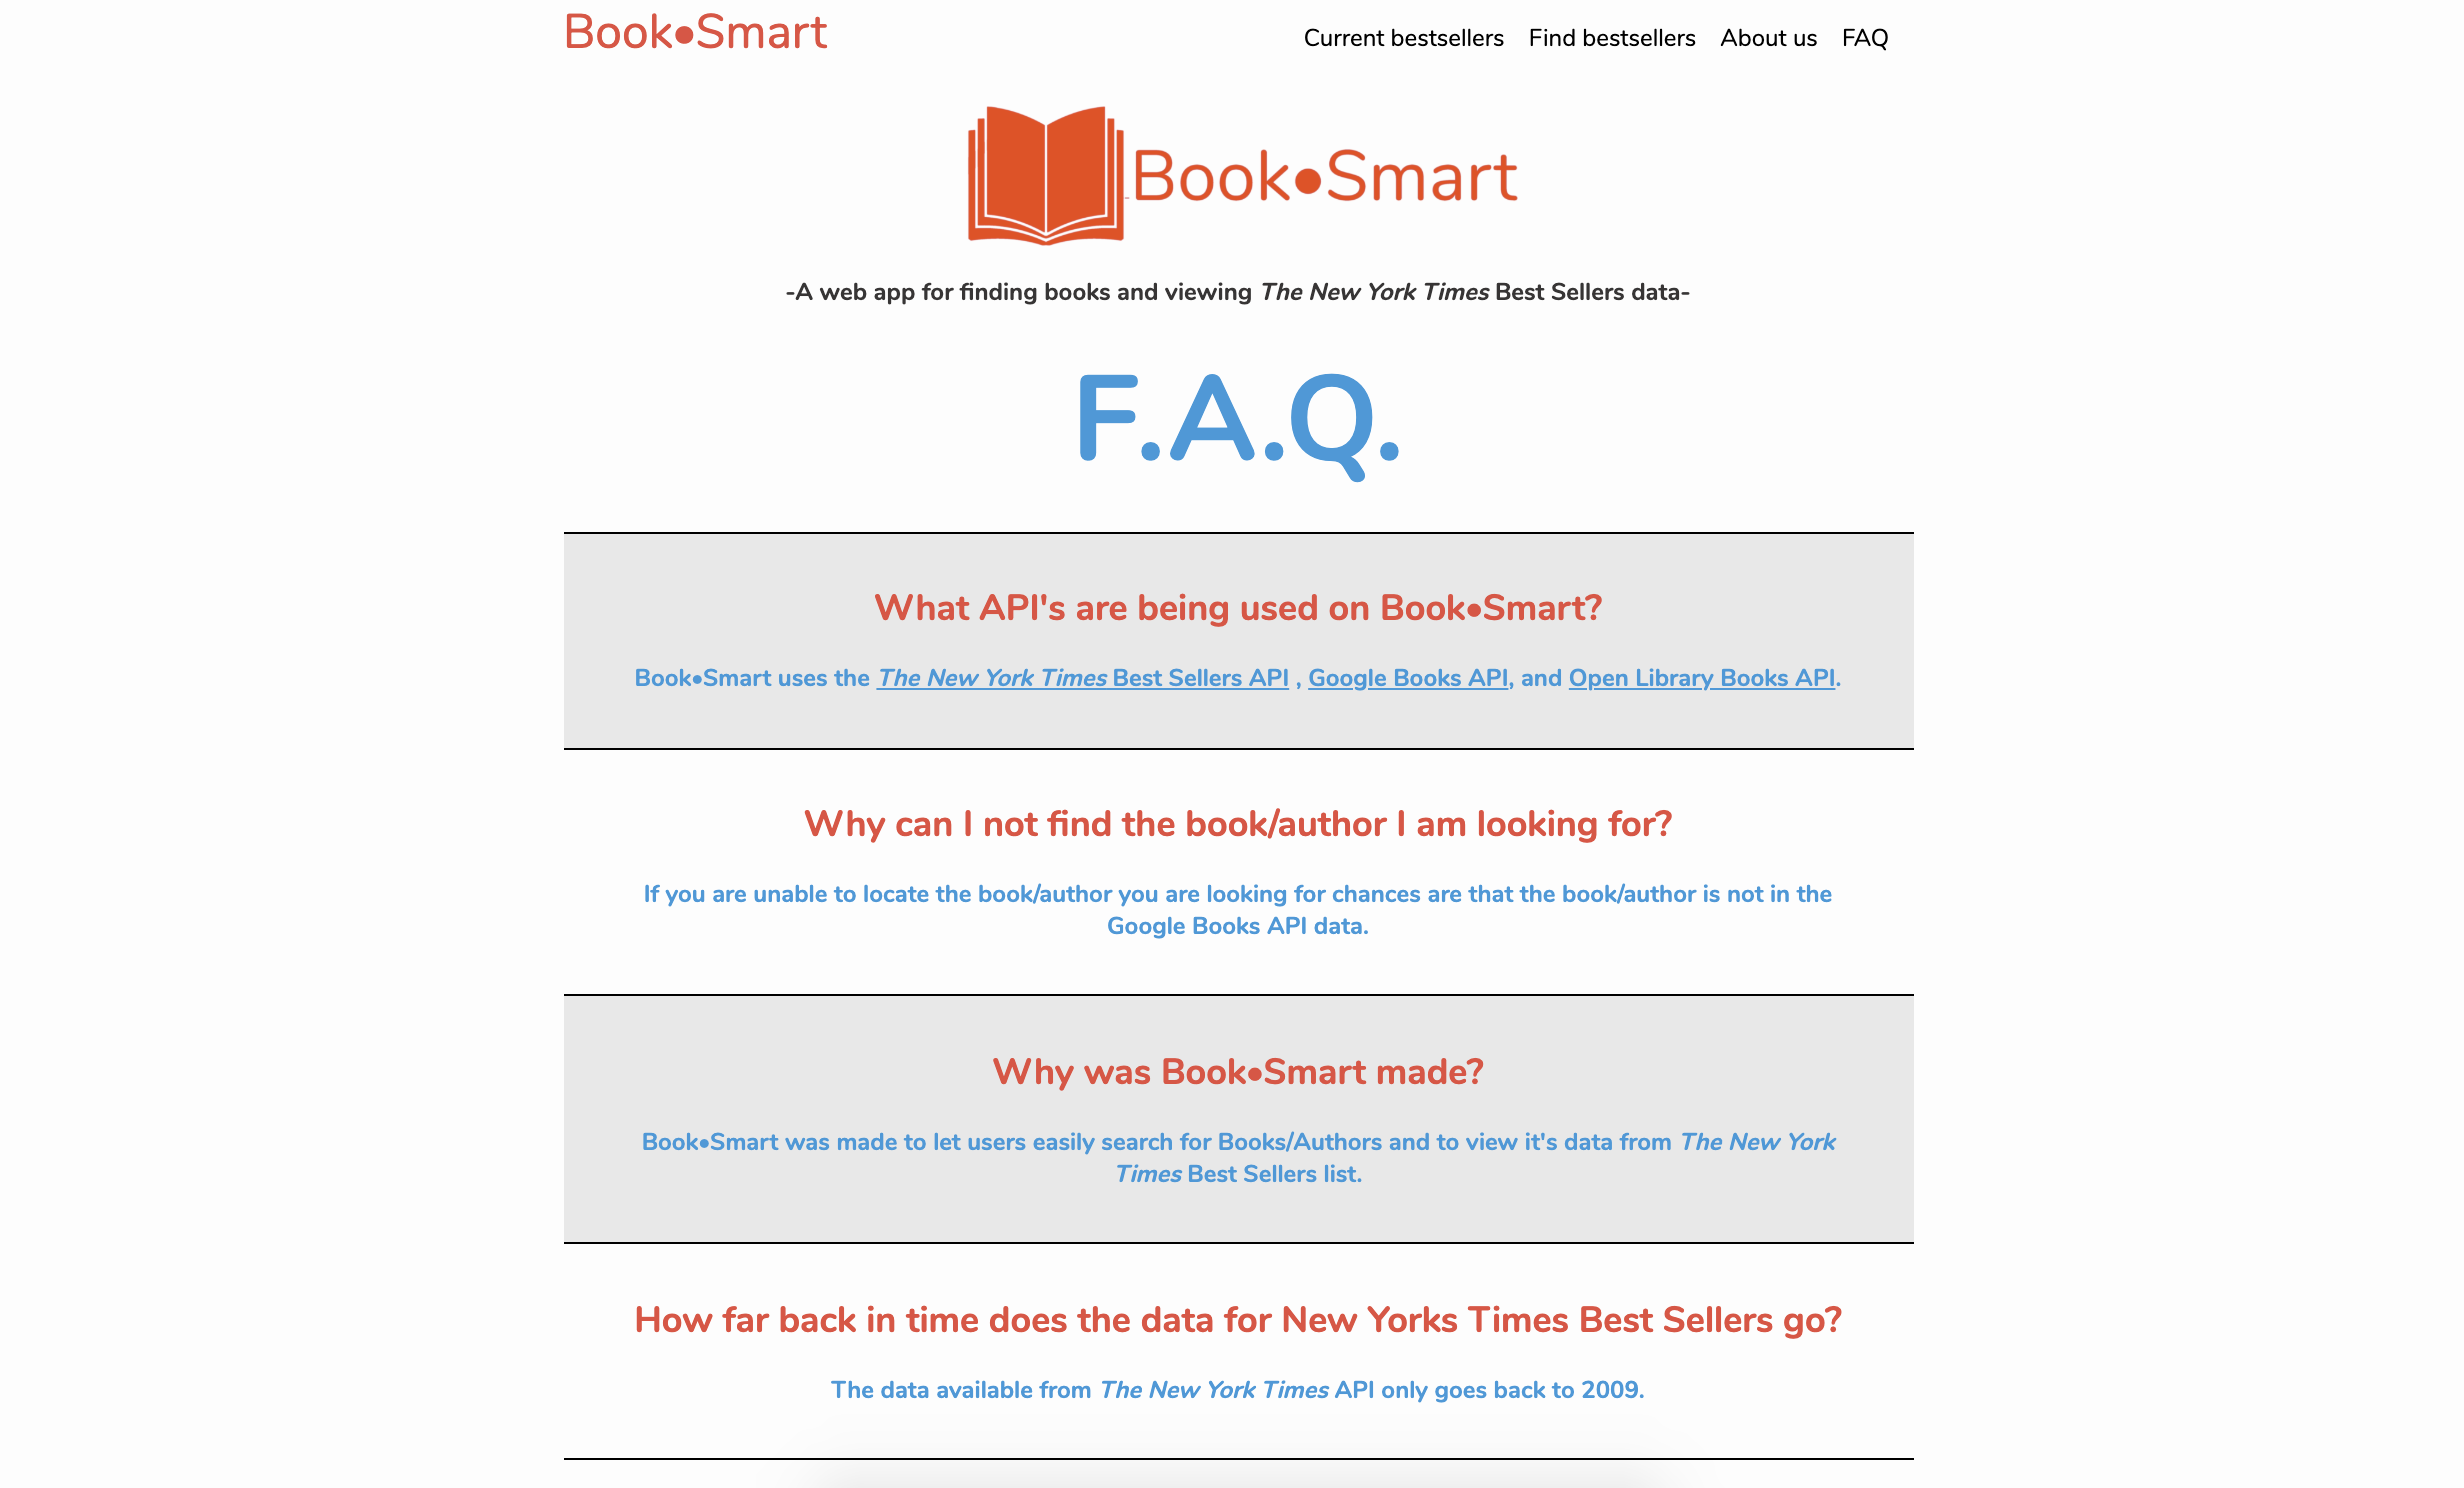 Book•Smart
Current bestsellers Find bestsellers About us FAQ
Book•Smart
-A web app for finding books and viewing The New York Times Best Sellers data-
F.A.Q.
What API's are being used on Book•Smart?
Book•Smart uses the The New York Times Best Sellers API , Google Books API, and Open Library Books API.
Why can I not find the book/author I am looking for?
If you are unable to locate the book/author you are looking for chances are that the book/author is not in the
Google Books API data.
Why was Book•Smart made?
Book•Smart was made to let users easily search for Books/Authors and to view it's data from The New York
Times Best Sellers list.
How far back in time does the data for New Yorks Times Best Sellers go?
The data available from The New York Times API only goes back to 2009.